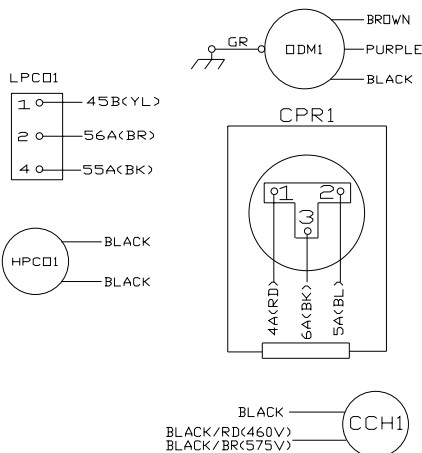 GR
ODM1
BROWN
PURPLE
BLACK
LPCO1
1 45B(YL)
2 56A(BR)
4 55A(BK)
HPCO1
BLACK
BLACK
CPR1
1 2
3
4A(RD)
6A(BK)
5A(BL)
BLACK
BLACK/RD(460V)
BLACK/BR(575V)
CCH1